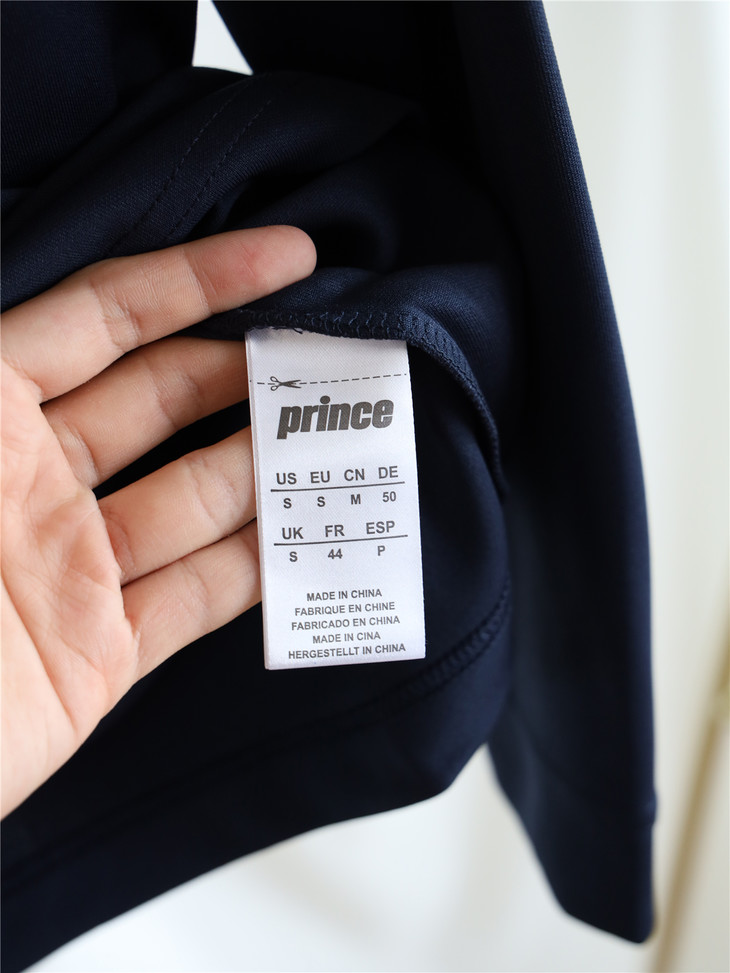 prince
US EU CN DE
S S M 50
UK FR ESP
S 44 P
MADE IN CHINA
FABRIQUE EN CHINE
FABRICADO EN CHINA
MADE IN CINA
HERGESTELLT IN CHINA